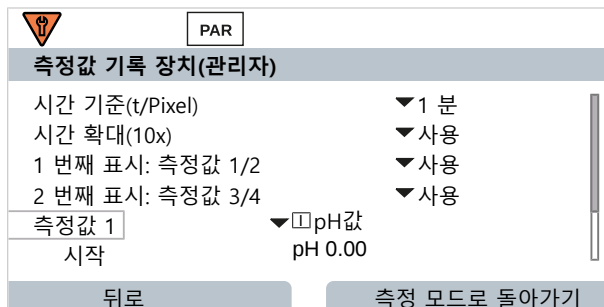 PAR
측정값 기록 장치(관리자)
시간 기준(t/Pixel) 1 분
시간 확대(10x) 사용
1 번째 표시: 측정값 1/2 사용
2 번째 표시: 측정값 3/4 사용
측정값 1 I pH값
시작 pH 0.00
뒤로 측정 모드로 돌아가기